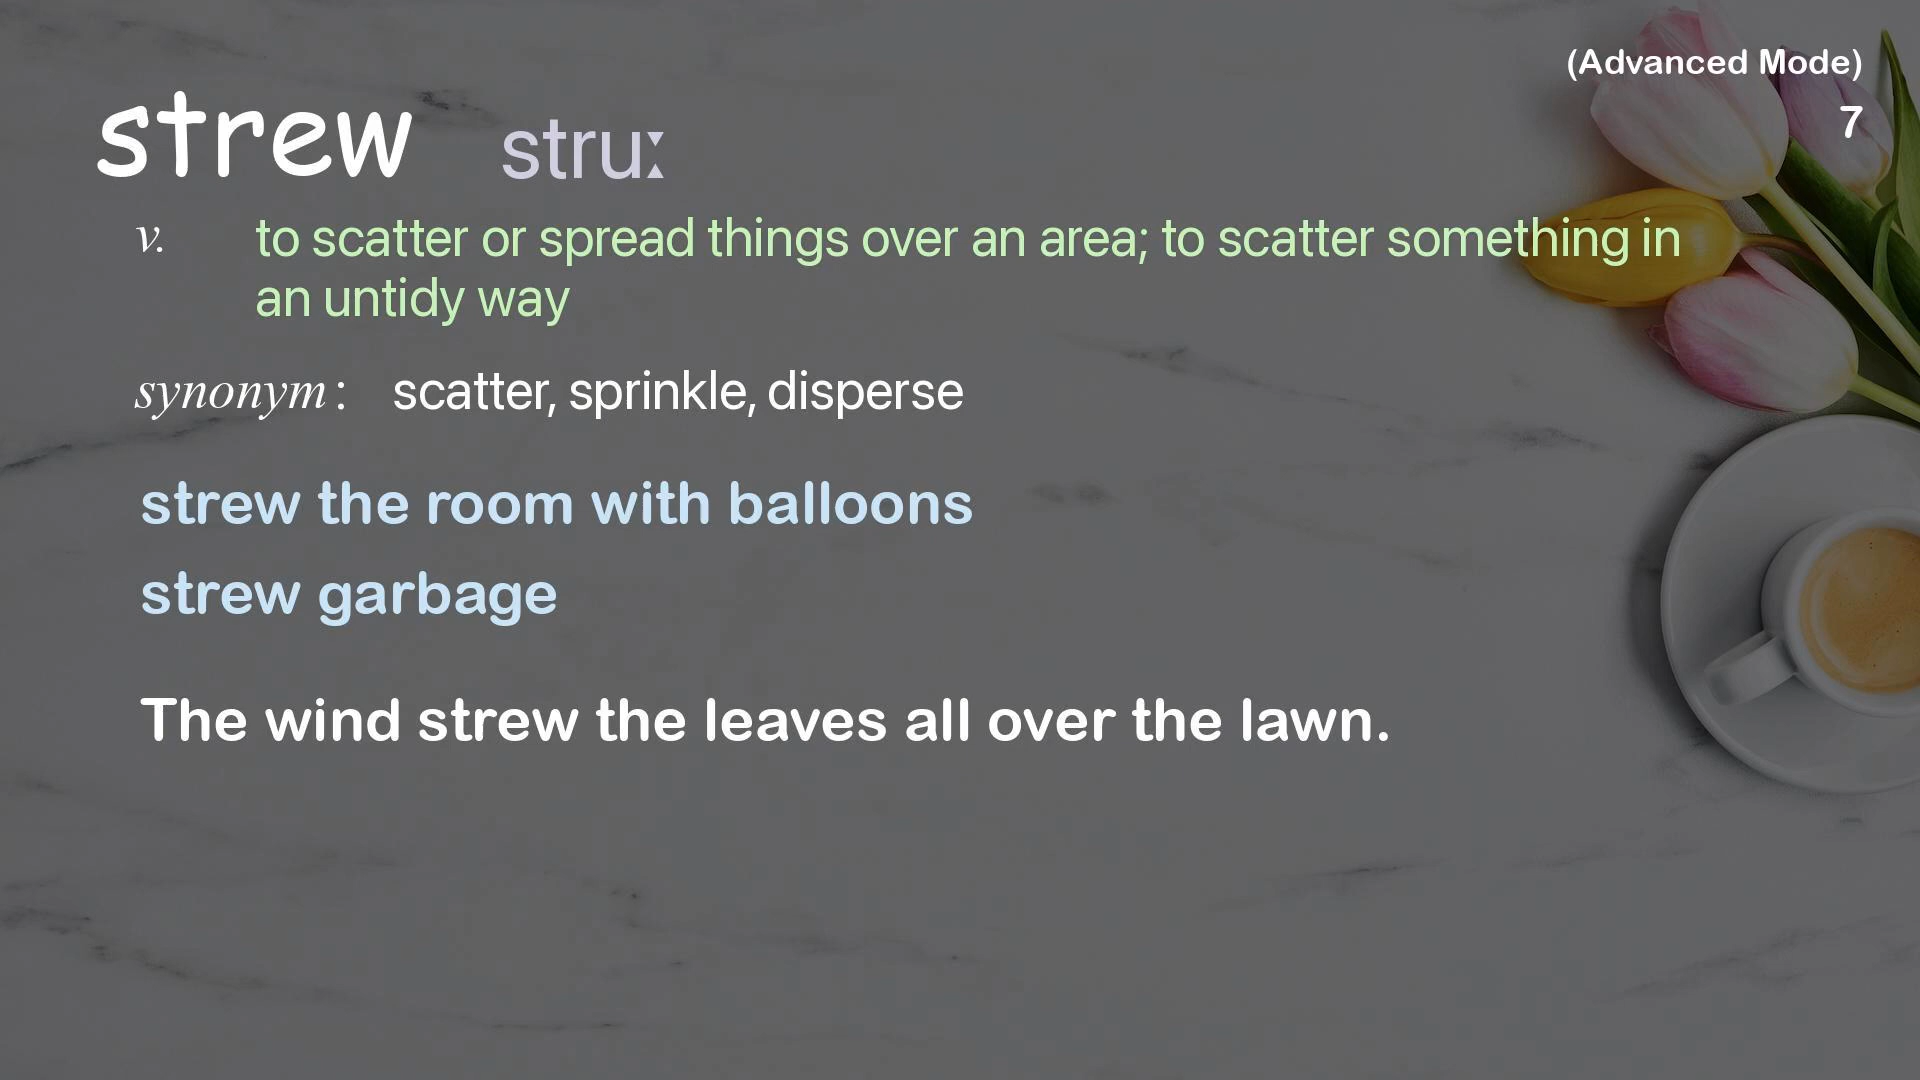 (Advanced Mode)
7
strew struː
v. to scatter or spread things over an area; to scatter something in
an untidy way
synonym: scatter, sprinkle, disperse
strew the room with balloons
strew garbage
The wind strew the leaves all over the lawn.